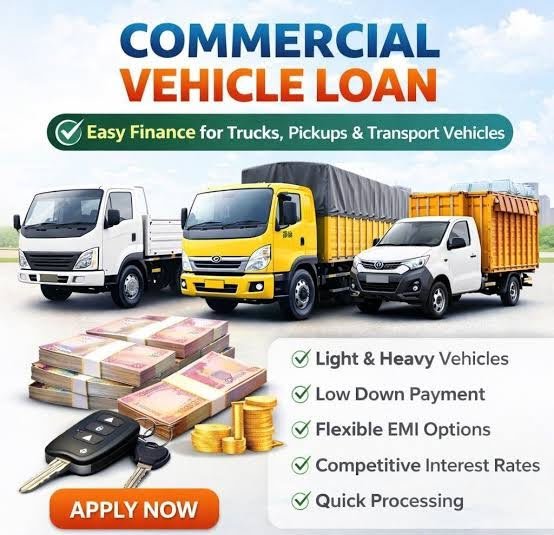 COMMERCIAL
VEHICLE LOAN
Easy Finance for Trucks, Pickups & Transport Vehicles
Light & Heavy Vehicles
Low Down Payment
Flexible EMI Options
Competitive Interest Rates
Quick Processing
APPLY NOW